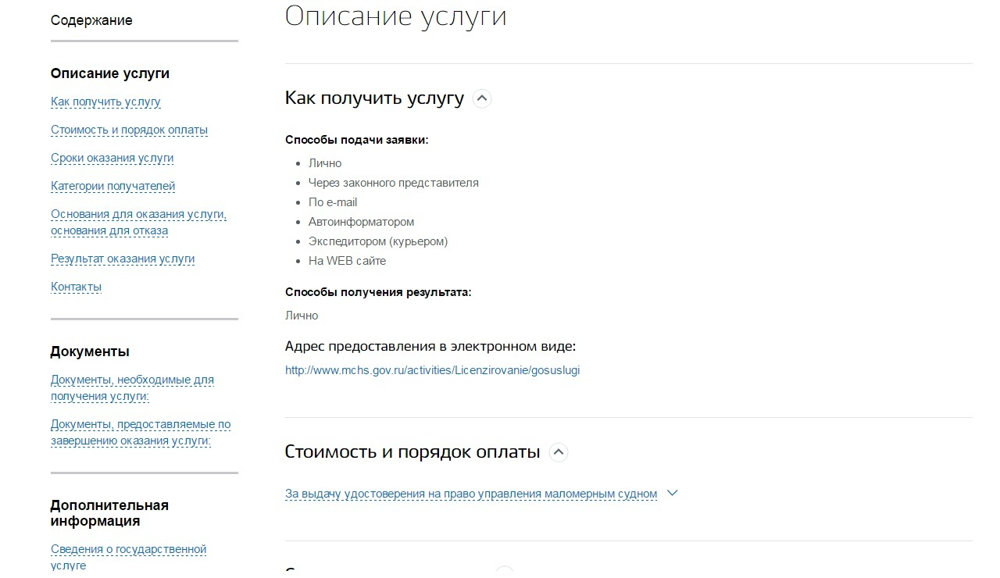 Содержание
Описание услуги
Как получить услугу
Стоимость и порядок оплаты
Сроки оказания услуги
Категории получателей
Основания для оказания услуги,
основания для отказа
Результат оказания услуги
Контакты
Документы
Документы, необходимые для
получения услуги:
Документы, предоставляемые по
завершению оказания услуги:
Дополнительная
информация
Сведения о государственной
услуге
Описание услуги
Как получить услугу
Способы подачи заявки:
Лично
Через законного представителя
По e-mail
Автоинформатором
Экспедитором (курьером)
На WEB сайте
Способы получения результата:
Лично
Адрес предоставления в электронном виде:
http://www.mchs.gov.ru/activities/Licenzirovanie/gosuslugi
Стоимость и порядок оплаты
За выдачу удостоверения на право управления маломерным судном